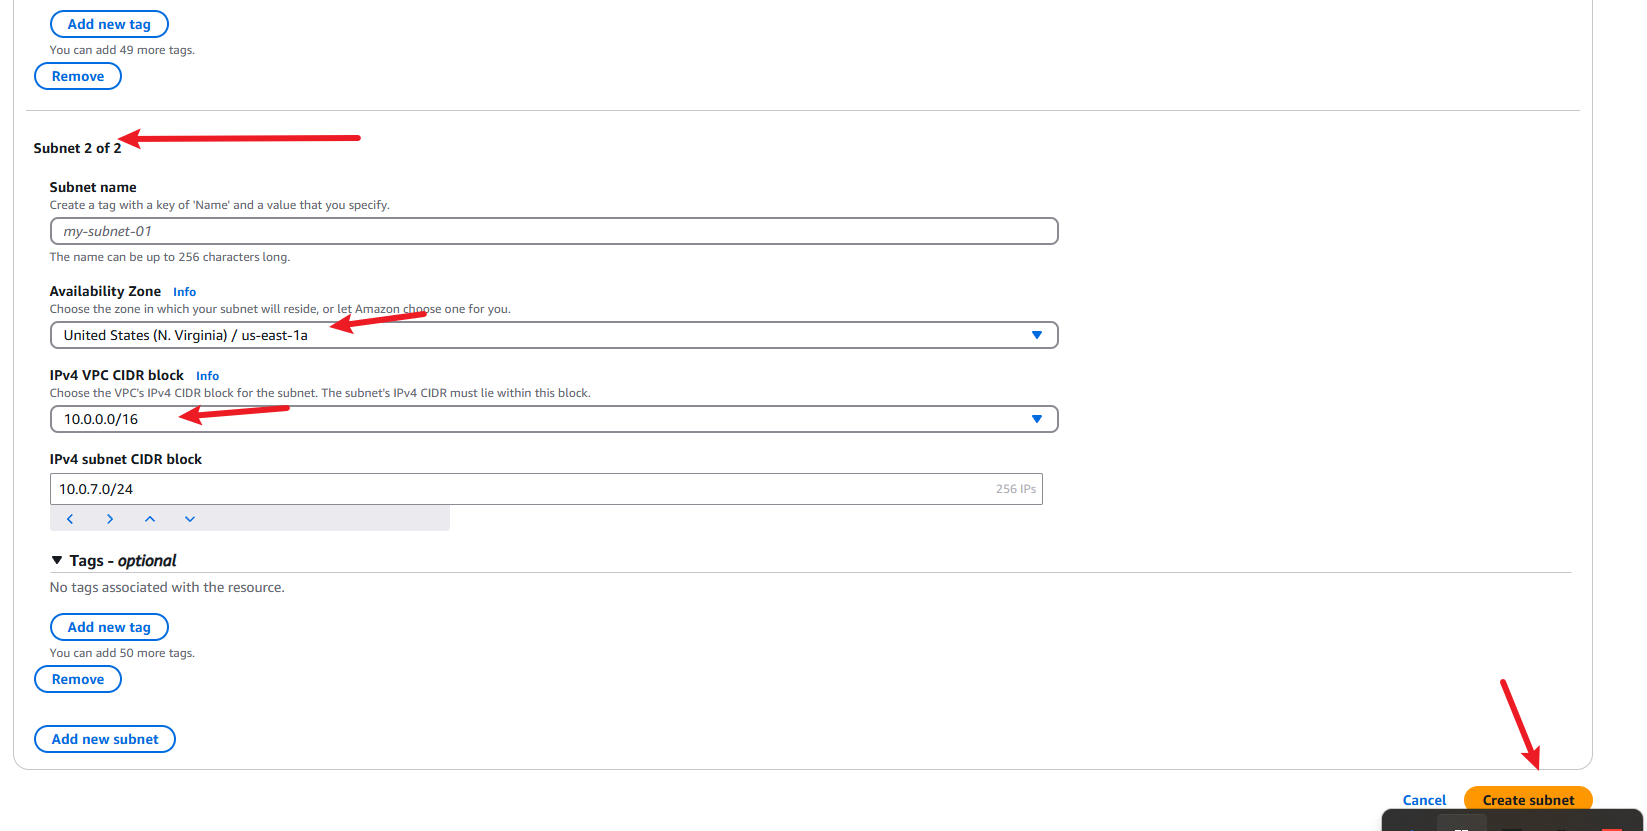 Add new tag
You can add 49 more tags.
Remove
Subnet 2 of 2
Subnet name
Create a tag with a key of 'Name' and a value that you specify.
my-subnet-01
The name can be up to 256 characters long.
Availability Zone Info
Choose the zone in which your subnet will reside, or let Amazon choose one for you.
United States (N. Virginia) / us-east-1a
IPv4 VPC CIDR block Info
Choose the VPC's IPv4 CIDR block for the subnet. The subnet's IPv4 CIDR must lie within this block.
10.0.0.0/16
IPv4 subnet CIDR block
10.0.7.0/24 256 IPs
Tags - optional
No tags associated with the resource.
Add new tag
You can add 50 more tags.
Remove
Add new subnet
Cancel Create subnet